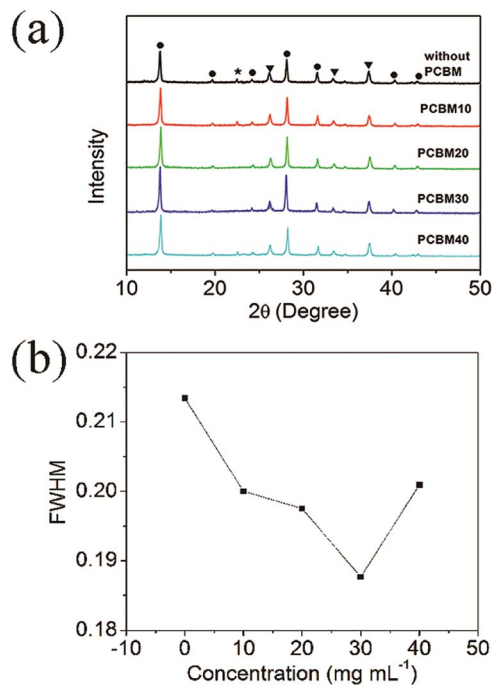 (a)
without
PCBM
PCBM10
PCBM20
PCBM30
PCBM40
Intensity
10 20 30 40 50
2θ (Degree)
(b)
0.22
0.21
0.20
0.19
0.18
FWHM
-10 0 10 20 30 40 50
Concentration (mg mL⁻¹)